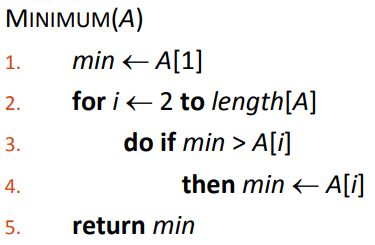 MINIMUM(A)
1. min ← A[1]
2. for i ← 2 to length[A]
3. do if min > A[i]
4. then min ← A[i]
5. return min